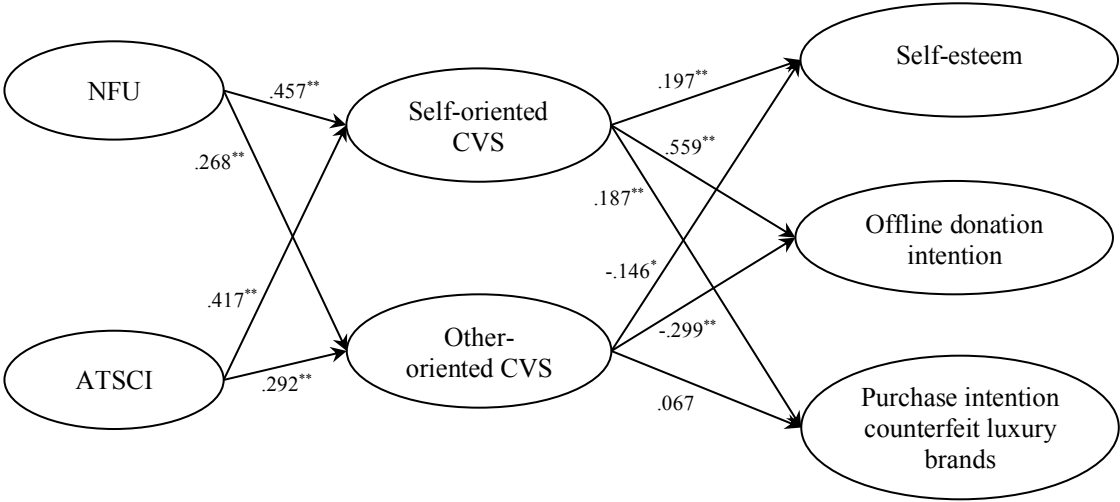 Self-esteem
.197**
NFU
.457**
Self-oriented
CVS
.559**
.268**
.187**
Offline donation
intention
-.146*
.417**
Other-
oriented CVS
-.299**
ATSCI
.292**
.067
Purchase intention
counterfeit luxury
brands